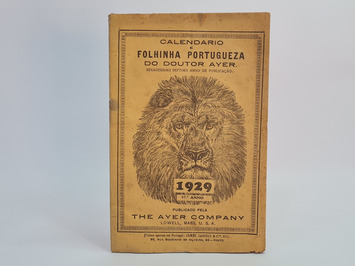 CALENDARIO
E
FOLHINHA PORTUGUEZA
DO DOUTOR AYER.
1929
PUBLICADO PELA
THE AYER COMPANY
LOWELL, MASS, U. S. A.